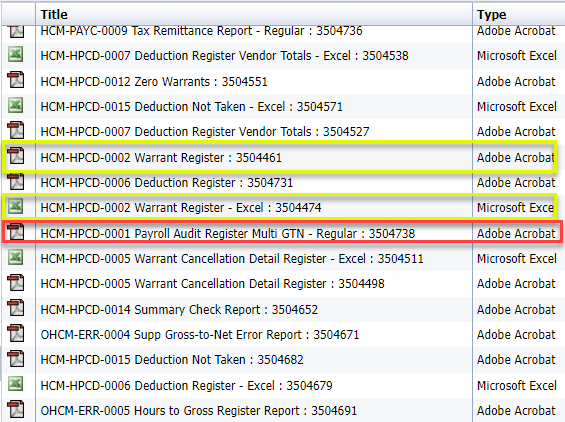 Title Type
HCM-PAYC-0009 Tax Remittance Report - Regular : 3504736 Adobe Acrobat
HCM-HPCD-0007 Deduction Register Vendor Totals - Excel : 3504538 Microsoft Excel
HCM-HPCD-0012 Zero Warrants : 3504551 Adobe Acrobat
HCM-HPCD-0015 Deduction Not Taken - Excel : 3504571 Microsoft Excel
HCM-HPCD-0007 Deduction Register Vendor Totals : 3504527 Adobe Acrobat
HCM-HPCD-0002 Warrant Register : 3504461 Adobe Acrobat
HCM-HPCD-0006 Deduction Register : 3504731 Adobe Acrobat
HCM-HPCD-0002 Warrant Register - Excel : 3504474 Microsoft Exce
HCM-HPCD-0001 Payroll Audit Register Multi GTN - Regular : 3504738 Adobe Acrobat
HCM-HPCD-0005 Warrant Cancellation Detail Register - Excel : 3504511 Microsoft Excel
HCM-HPCD-0005 Warrant Cancellation Detail Register : 3504498 Adobe Acrobat
HCM-HPCD-0014 Summary Check Report : 3504652 Adobe Acrobat
OHCM-ERR-0004 Supp Gross-to-Net Error Report : 3504671 Adobe Acrobat
HCM-HPCD-0015 Deduction Not Taken : 3504682 Adobe Acrobat
HCM-HPCD-0006 Deduction Register - Excel : 3504679 Microsoft Excel
OHCM-ERR-0005 Hours to Gross Register Report : 3504691 Adobe Acrobat